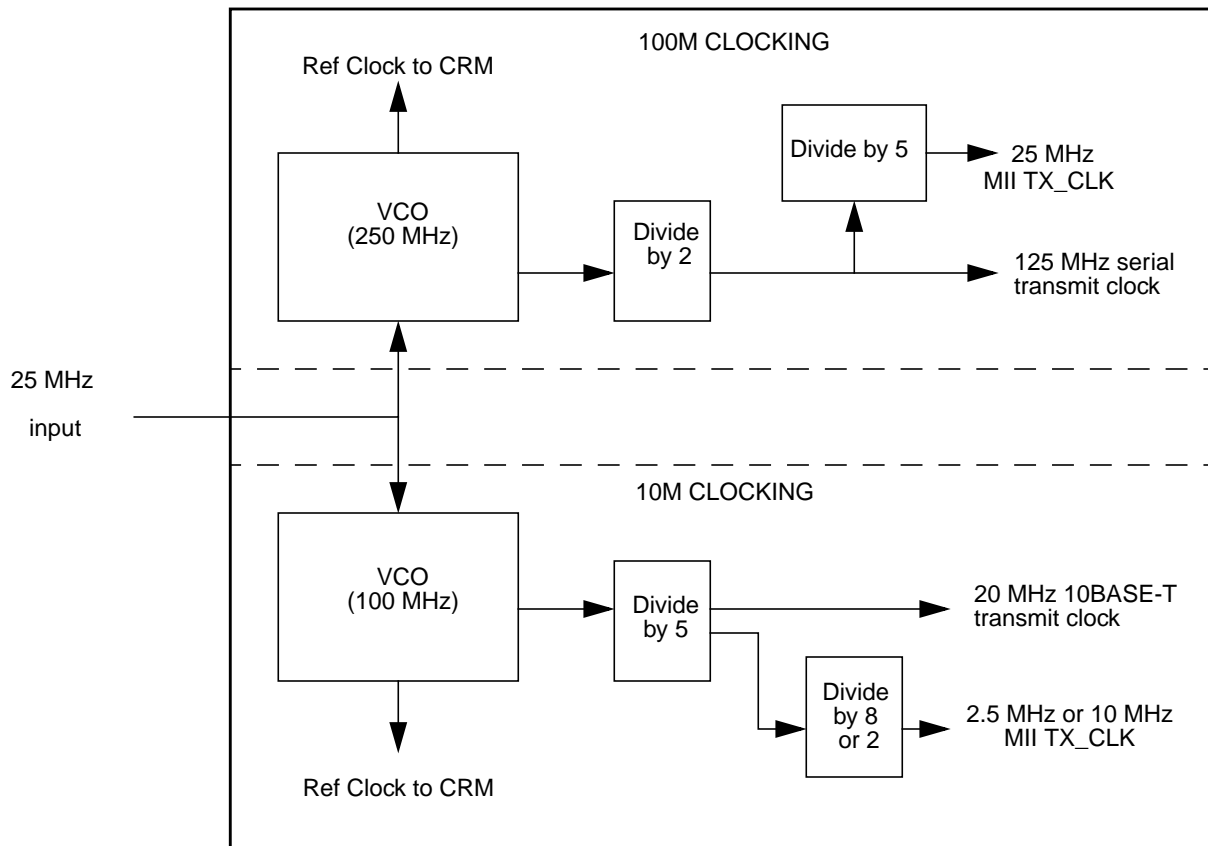 100M CLOCKING
Ref Clock to CRM
Divide by 5
25 MHz
MII TX_CLK
VCO
(250 MHz)
Divide
by 2
125 MHz serial
transmit clock
25 MHz
input
10M CLOCKING
VCO
(100 MHz)
Divide
by 5
20 MHz 10BASE-T
transmit clock
Divide
by 8
or 2
2.5 MHz or 10 MHz
MII TX_CLK
Ref Clock to CRM